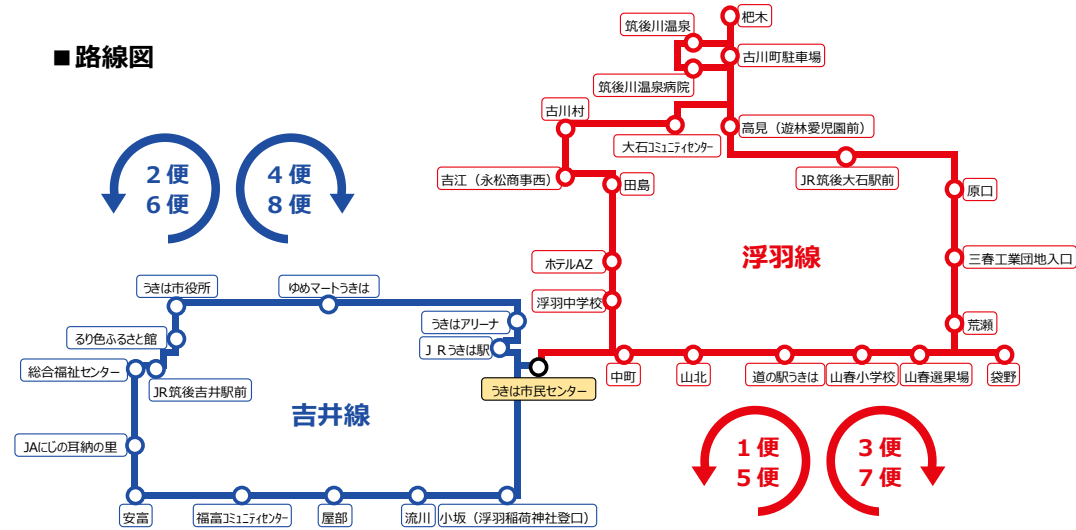 ■ 路線図
筑後川温泉
杷木
古川町駐車場
筑後川温泉病院
古川村
大石コミュニティセンター
高見（遊林愛児園前）
JR筑後大石駅前
吉江（永松商事西）
田島
原口
2 便
6 便
4 便
8 便
ホテルAZ
浮羽線
三春工業団地入口
浮羽中学校
荒瀬
うきは市役所
ゆめマートうきは
うきはアリーナ
るり色ふるさと館
ＪＲうきは駅
総合福祉センター
JR筑後吉井駅前
うきは市民センター
中町
山北
道の駅うきは
山春小学校
山春選果場
袋野
吉井線
JAにじの耳納の里
1 便
5 便
3 便
7 便
安富
福富コミュニティセンター
屋部
流川
小坂（浮羽稲荷神社登口）